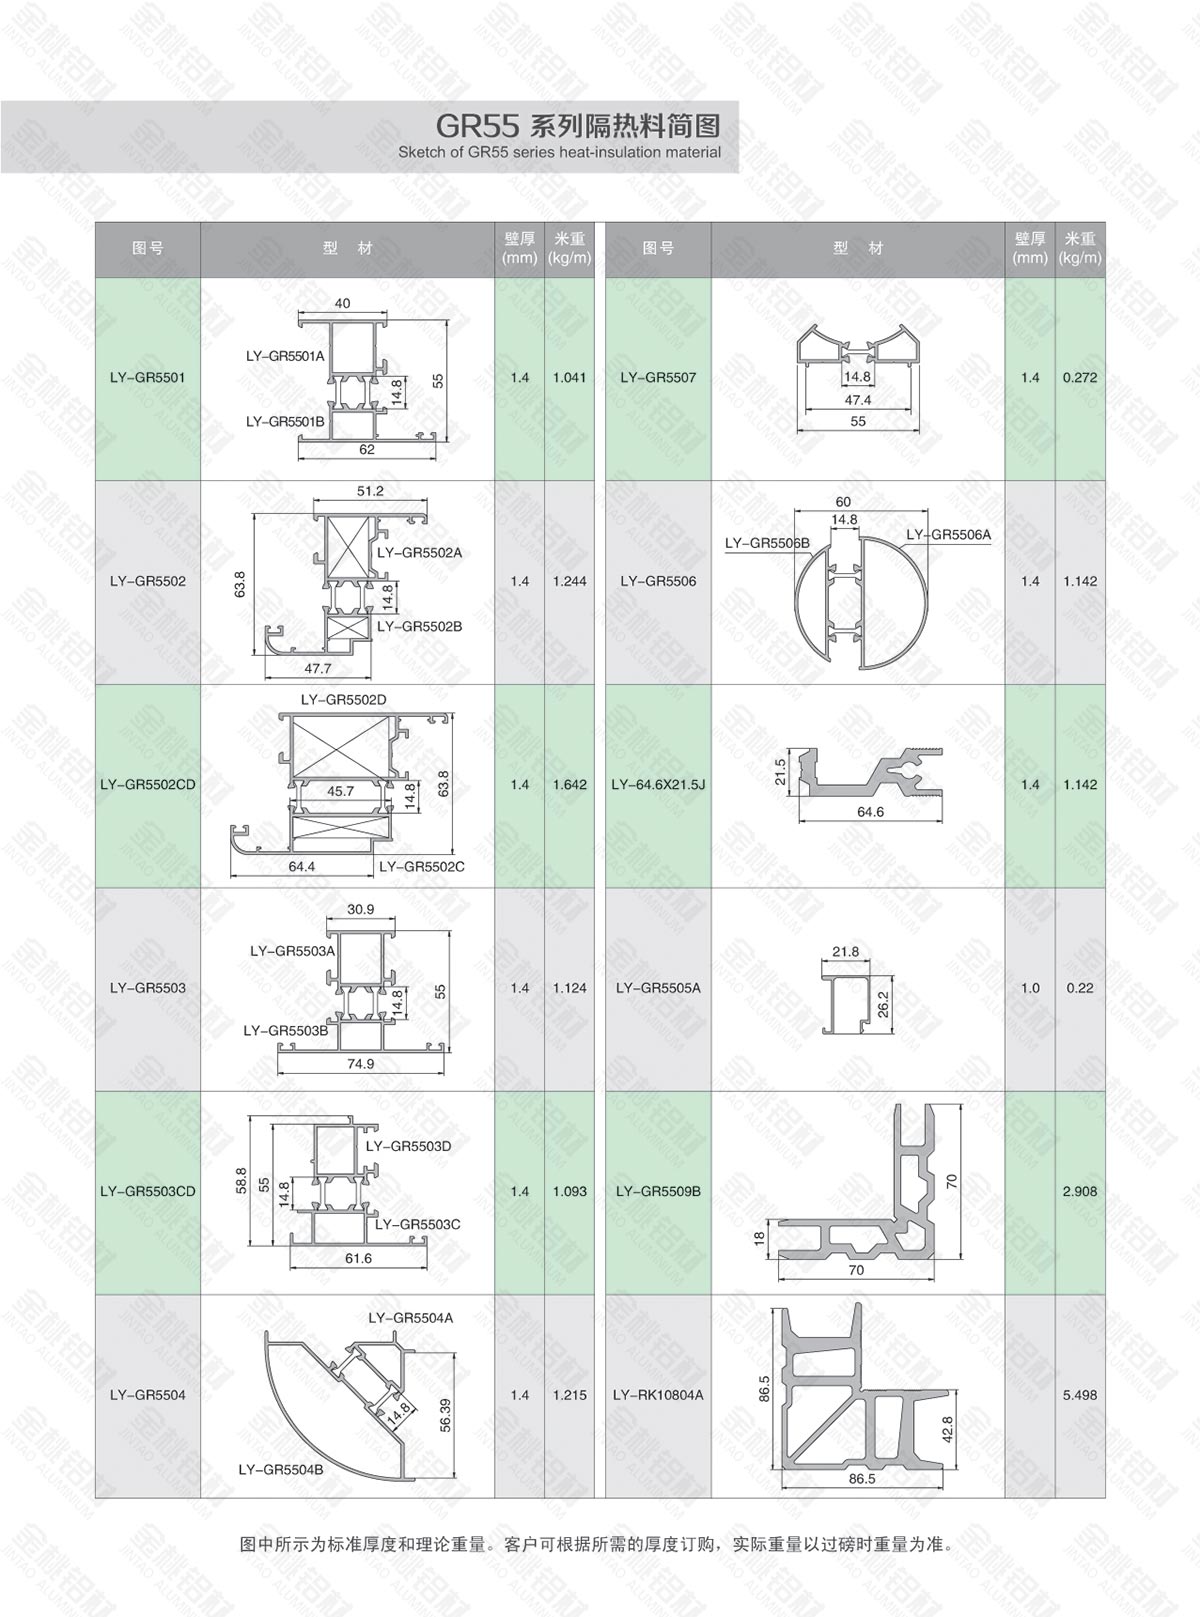 GR55 系列隔热料简图
Sketch of GR55 series heat-insulation material
图号 型 材 壁厚(mm) 米重(kg/m) 图号 型 材 壁厚(mm) 米重(kg/m)
LY-GR5501
40
LY-GR5501A
14.8
55
LY-GR5501B
62
1.4 1.041
LY-GR5507
14.8
47.4
55
1.4 0.272
LY-GR5502
51.2
63.8
LY-GR5502A
14.8
LY-GR5502B
47.7
1.4 1.244
LY-GR5506
60
14.8
LY-GR5506B
LY-GR5506A
1.4 1.142
LY-GR5502CD
LY-GR5502D
45.7
14.8
63.8
64.4
LY-GR5502C
1.4 1.642
LY-64.6X21.5J
21.5
64.6
1.4 1.142
LY-GR5503
30.9
LY-GR5503A
14.8
55
LY-GR5503B
74.9
1.4 1.124
LY-GR5505A
21.8
26.2
1.0 0.22
LY-GR5503CD
58.8
55
14.8
LY-GR5503D
LY-GR5503C
61.6
1.4 1.093
LY-GR5509B
70
18
70
2.908
LY-GR5504
LY-GR5504A
14.8
56.39
LY-GR5504B
1.4 1.215
LY-RK10804A
86.5
42.8
86.5
5.498
图中所示为标准厚度和理论重量。客户可根据所需的厚度订购，实际重量以过磅时重量为准。
金桃铝材
JINTAO ALUMINIUM